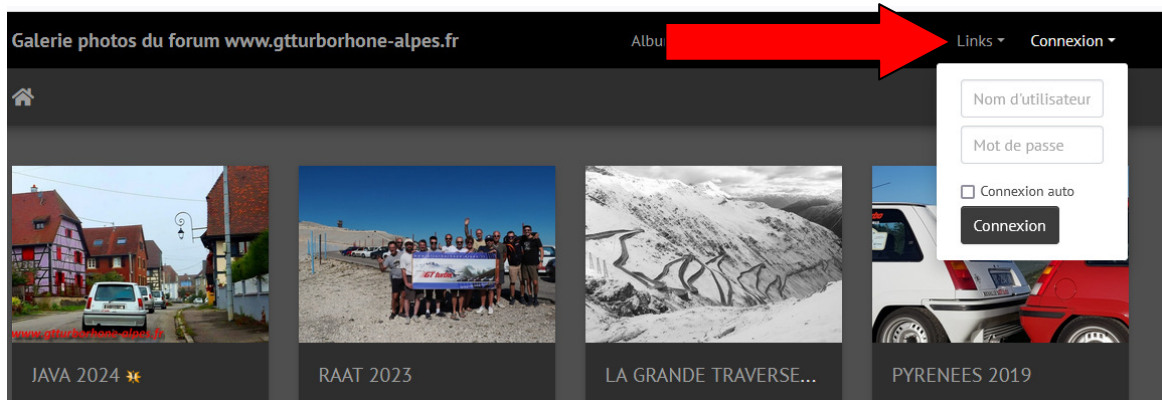 Galerie photos du forum www.gtturborhone-alpes.fr
Links
Connexion
Nom d'utilisateur
Mot de passe
Connexion auto
Connexion
www.gtturborhone-alpes.fr
GT turbo
JAVA 2024
RAAT 2023
LA GRANDE TRAVERSE...
PYRENEES 2019